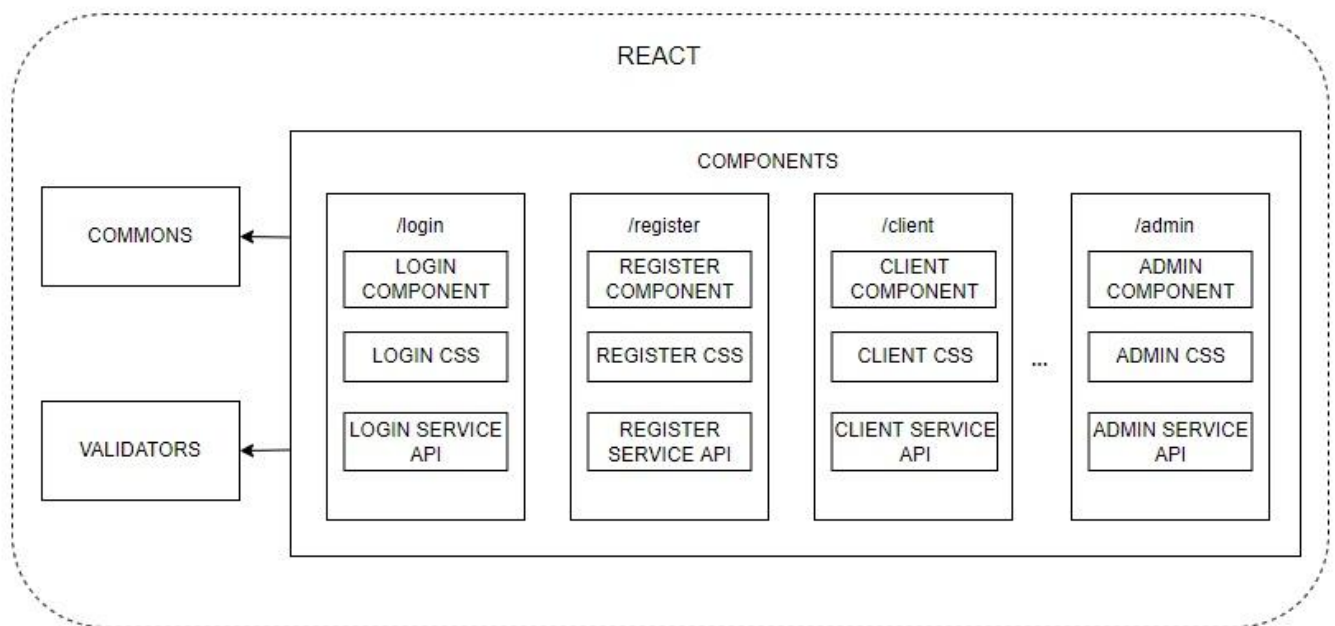 REACT
COMPONENTS
COMMONS
VALIDATORS
/login
LOGIN
COMPONENT
LOGIN CSS
LOGIN SERVICE
API
/register
REGISTER
COMPONENT
REGISTER CSS
REGISTER
SERVICE API
/client
CLIENT
COMPONENT
CLIENT CSS
CLIENT SERVICE
API
...
/admin
ADMIN
COMPONENT
ADMIN CSS
ADMIN SERVICE
API